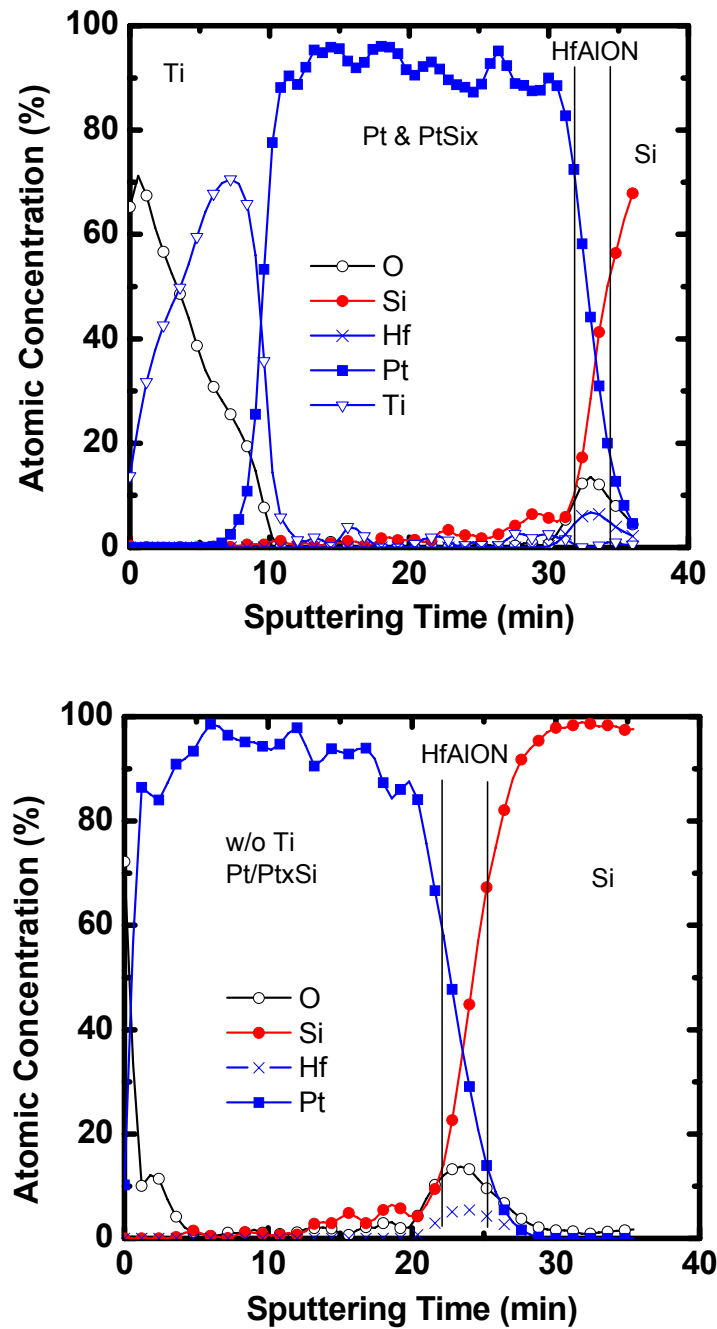 100
80
60
40
20
0
Atomic Concentration (%)
Ti
HfAlON
Pt & PtSix
Si
O
Si
Hf
Pt
Ti
0 10 20 30 40
Sputtering Time (min)
100
80
60
40
20
0
Atomic Concentration (%)
HfAlON
w/o Ti
Pt/PtxSi
Si
O
Si
Hf
Pt
0 10 20 30 40
Sputtering Time (min)